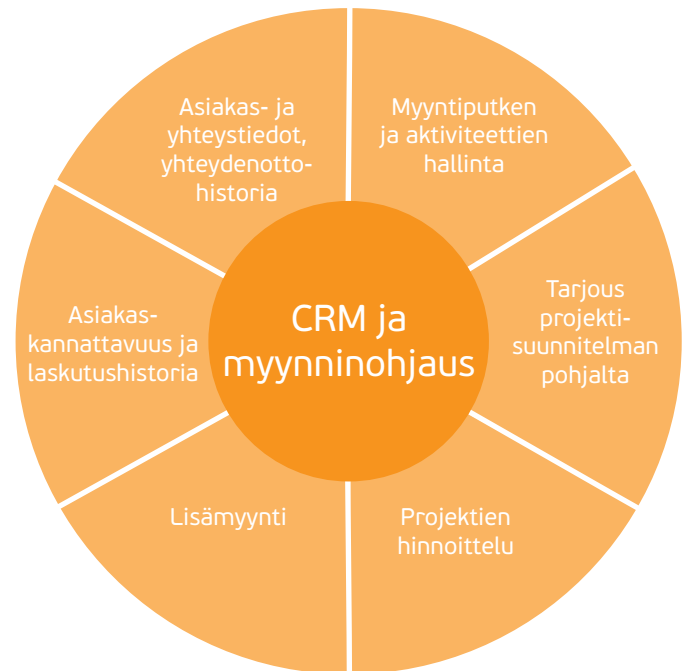 Asiakas- ja
yhteystiedot,
yhteydenotto-
historia
Myyntiputken
ja aktiviteettien
hallinta
Tarjous
projekti-
suunnitelman
pohjalta
Projektien
hinnoittelu
Lisämyynti
Asiakas-
kannattavuus ja
laskutushistoria
CRM ja
myynninohjaus